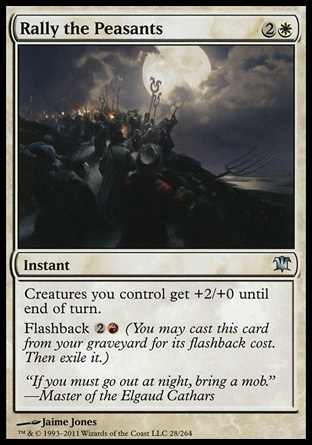 Rally the Peasants 2
Instant
Creatures you control get +2/+0 until
end of turn.
Flashback 2 (You may cast this card
from your graveyard for its flashback cost.
Then exile it.)
“If you must go out at night, bring a mob.”
—Master of the Elgaud Cathars
Jaime Jones
™ & © 1993–2011 Wizards of the Coast LLC 28/264